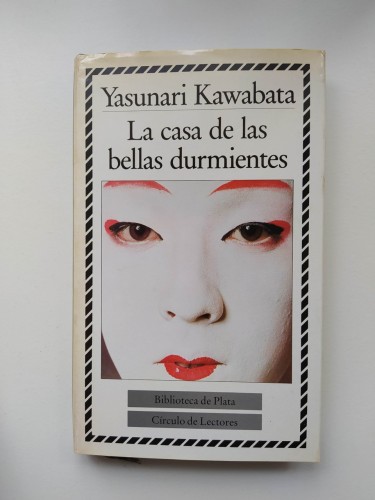 Yasunari Kawabata
La casa de las
bellas durmientes
Biblioteca de Plata
Círculo de Lectores